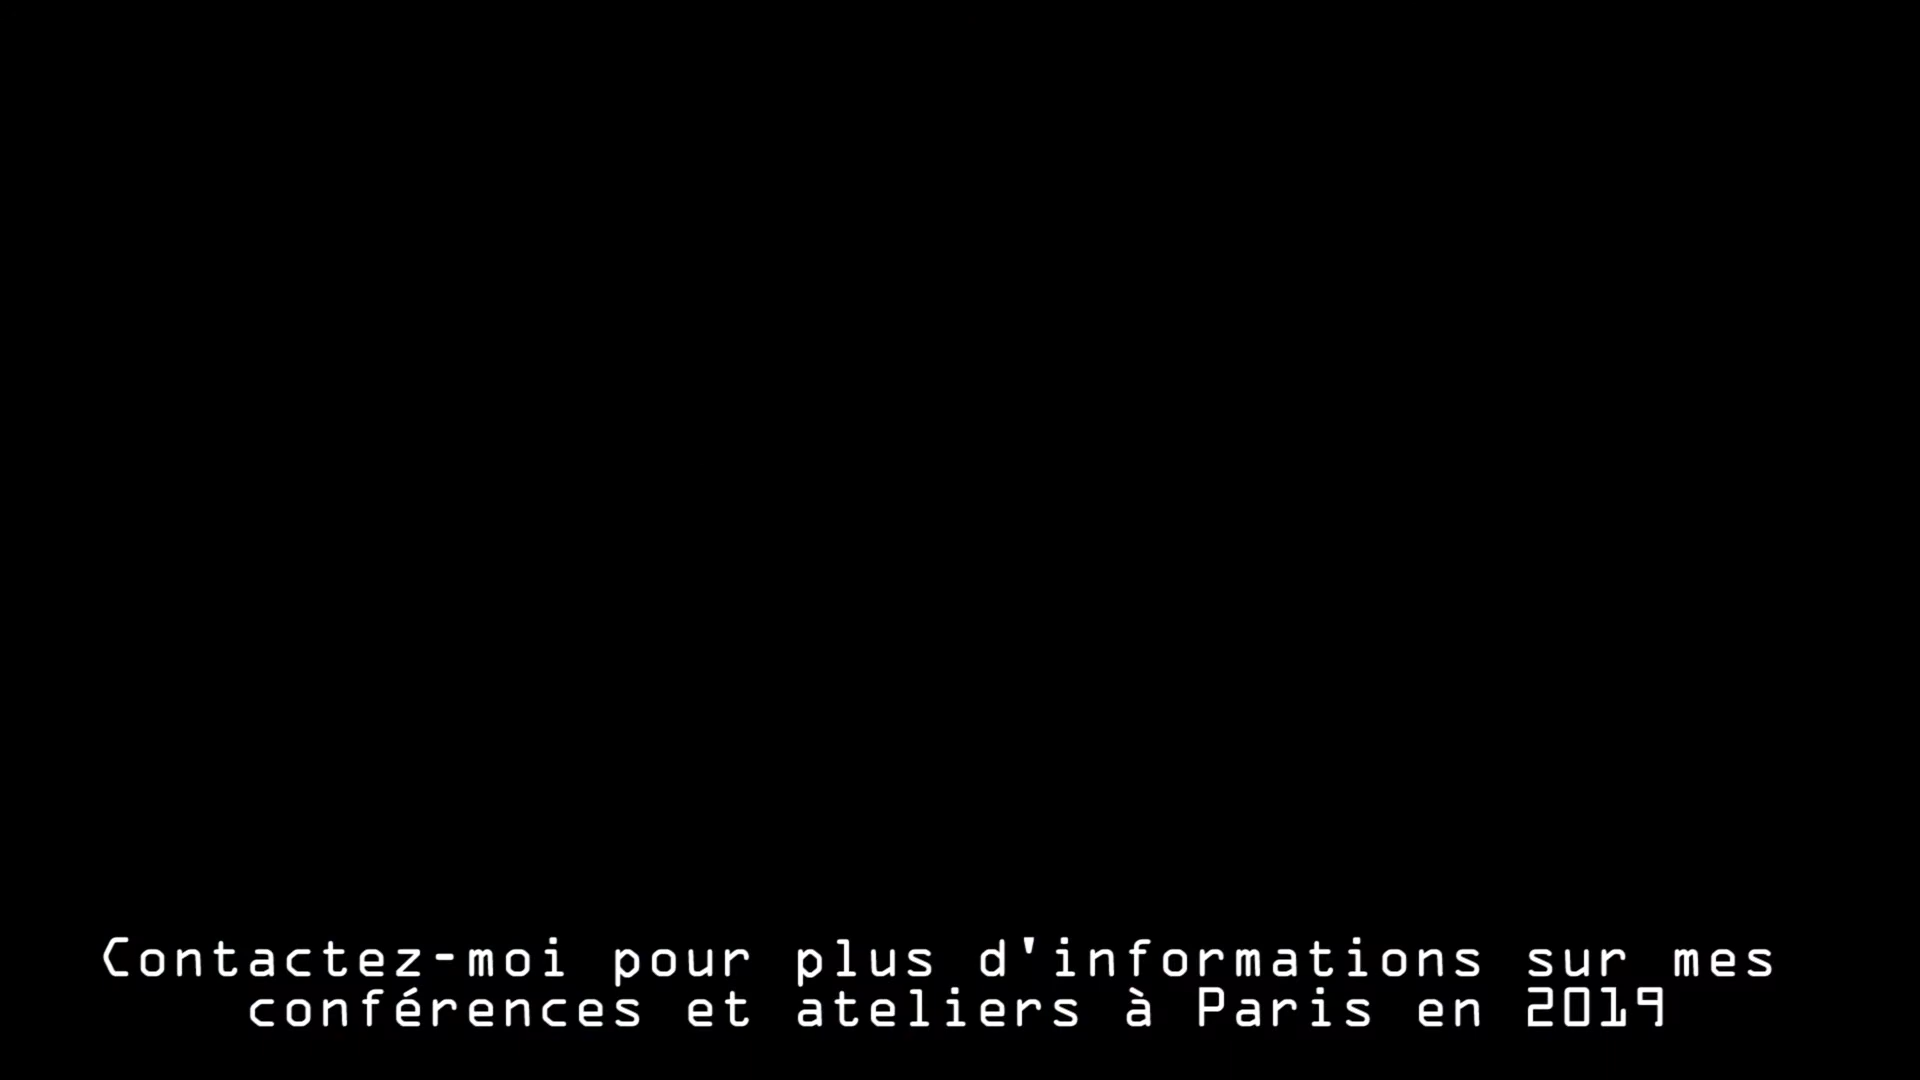 Contactez-moi pour plus d'informations sur mes
conférences et ateliers à Paris en 2019